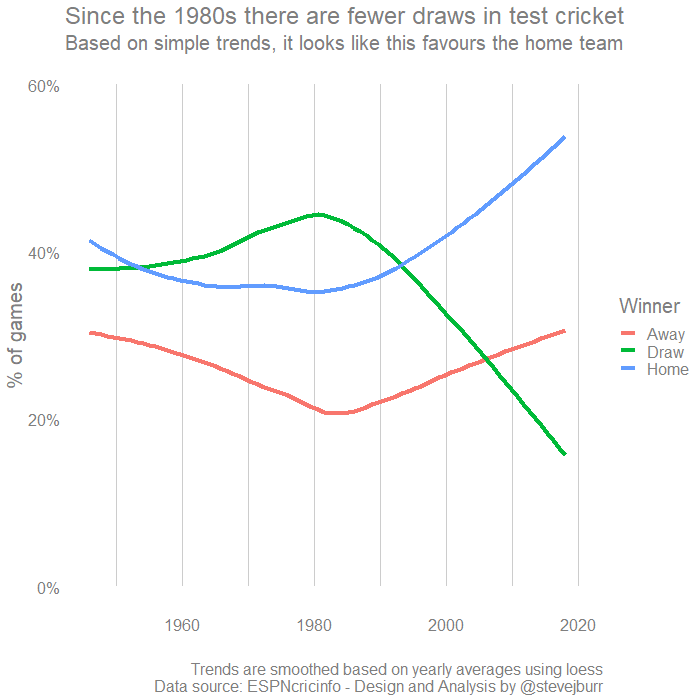 Since the 1980s there are fewer draws in test cricket
Based on simple trends, it looks like this favours the home team
60%
40%
20%
0%
% of games
1960
1980
2000
2020
Winner
Away
Draw
Home
Trends are smoothed based on yearly averages using loess
Data source: ESPNcricinfo - Design and Analysis by @stevejburr